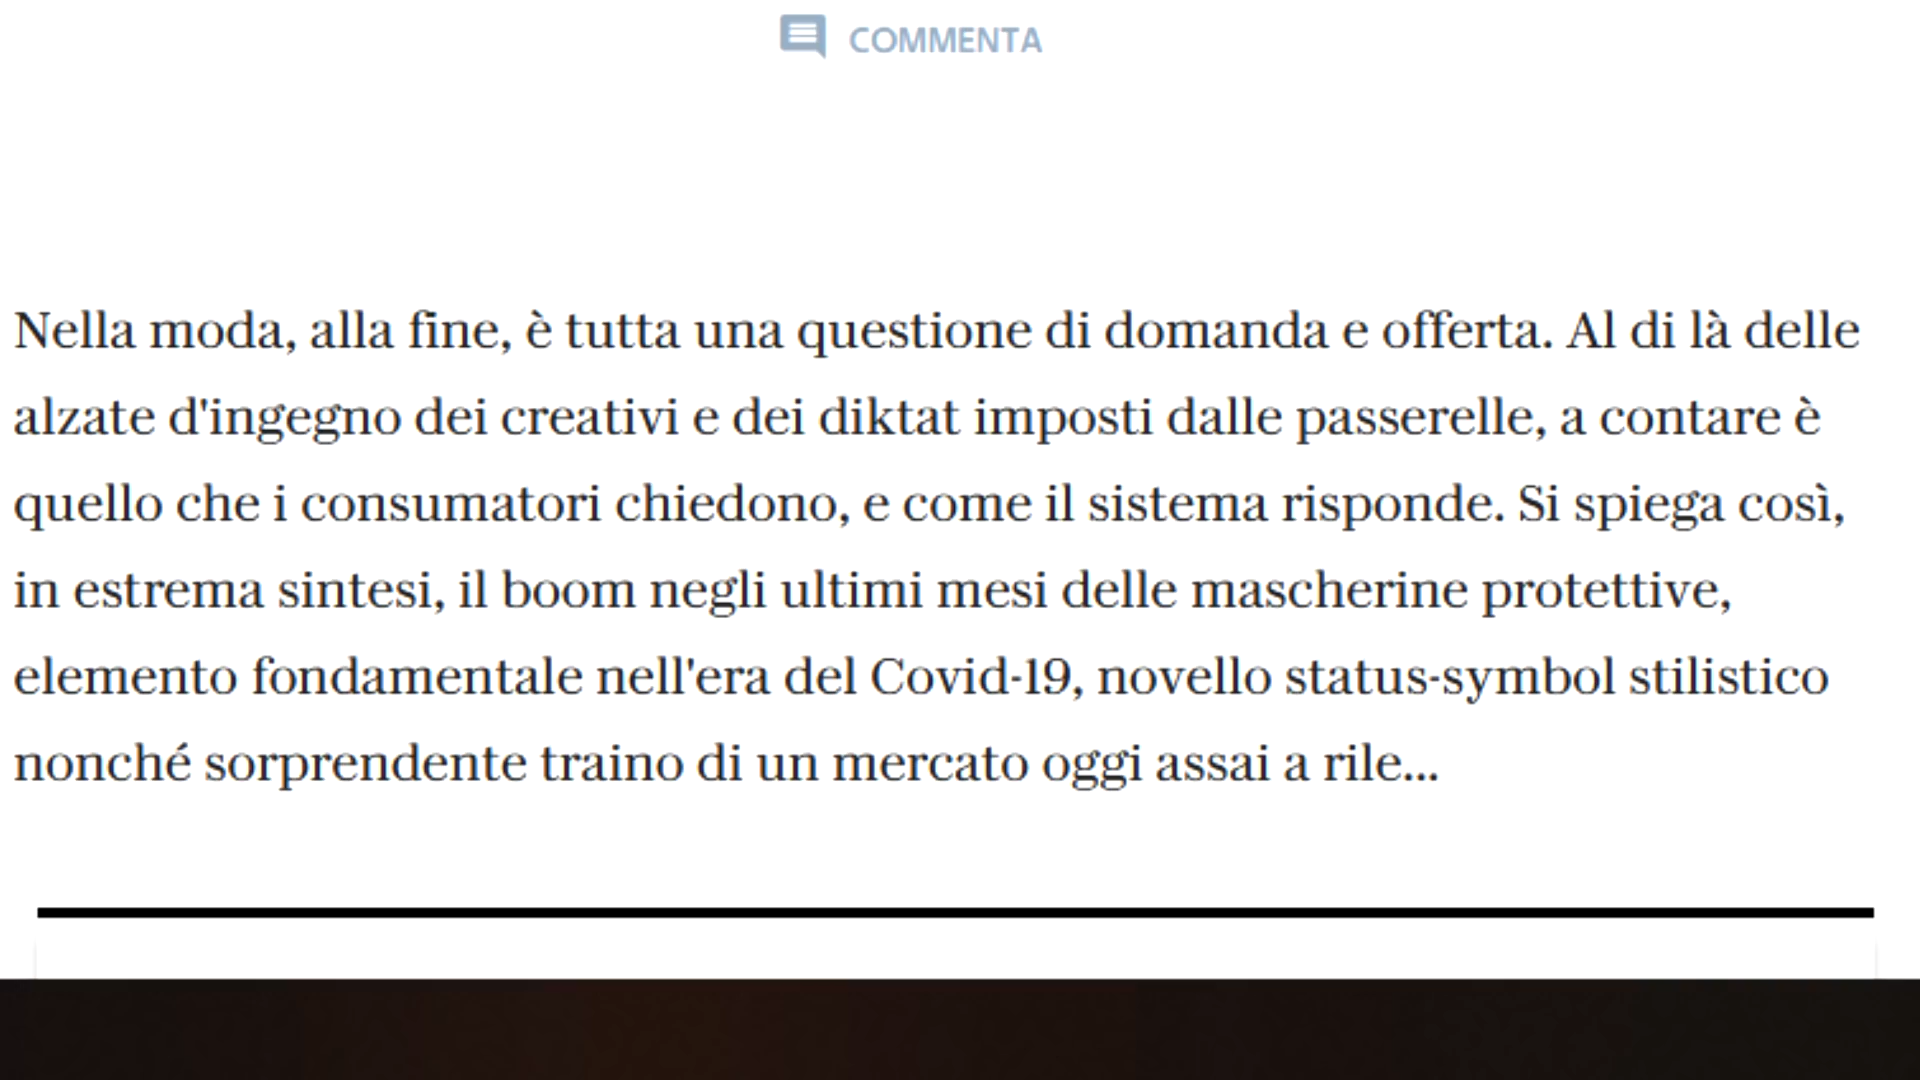 COMMENTA
Nella moda, alla fine, è tutta una questione di domanda e offerta. Al di là delle
alzate d'ingegno dei creativi e dei diktat imposti dalle passerelle, a contare è
quello che i consumatori chiedono, e come il sistema risponde. Si spiega così,
in estrema sintesi, il boom negli ultimi mesi delle mascherine protettive,
elemento fondamentale nell'era del Covid-19, novello status-symbol stilistico
nonché sorprendente traino di un mercato oggi assai a rile...